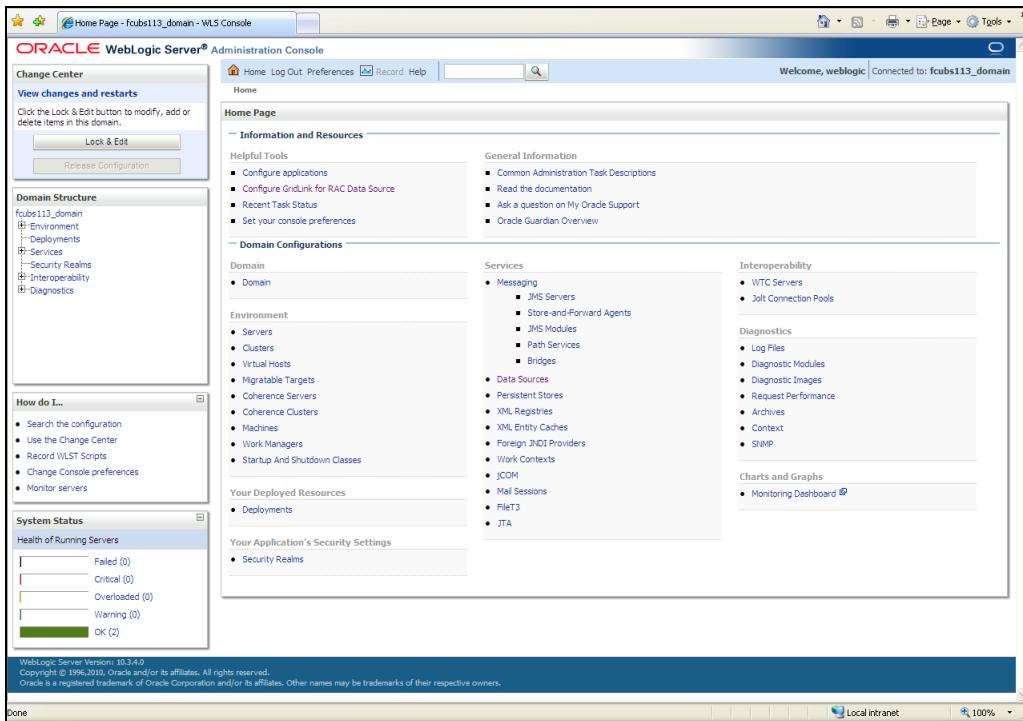 Home Page - fcubs113_domain - WLS Console
Page
Tools
ORACLE WebLogic Server® Administration Console
Change Center
View changes and restarts
Click the Lock & Edit button to modify, add or
delete items in this domain.
Lock & Edit
Release Configuration
Domain Structure
fcubs113_domain
Environment
Deployments
Services
Security Realms
Interoperability
Diagnostics
How do I...
Search the configuration
Use the Change Center
Record WLST Scripts
Change Console preferences
Monitor servers
System Status
Health of Running Servers
Failed (0)
Critical (0)
Overloaded (0)
Warning (0)
OK (2)
Home Log Out Preferences Record Help
Welcome, weblogic Connected to: fcubs113_domain
Home
Home Page
Information and Resources
Helpful Tools
Configure applications
Configure GridLink for RAC Data Source
Recent Task Status
Set your console preferences
General Information
Common Administration Task Descriptions
Read the documentation
Ask a question on My Oracle Support
Oracle Guardian Overview
Domain Configurations
Domain
Domain
Environment
Servers
Clusters
Virtual Hosts
Migratable Targets
Coherence Servers
Coherence Clusters
Machines
Work Managers
Startup And Shutdown Classes
Your Deployed Resources
Deployments
Your Application's Security Settings
Security Realms
Services
Messaging
JMS Servers
Store-and-Forward Agents
JMS Modules
Path Services
Bridges
Data Sources
Persistent Stores
XML Registries
XML Entity Caches
Foreign JNDI Providers
Work Contexts
jCOM
Mail Sessions
FileT3
JTA
Interoperability
WTC Servers
Jolt Connection Pools
Diagnostics
Log Files
Diagnostic Modules
Diagnostic Images
Request Performance
Archives
Context
SNMP
Charts and Graphs
Monitoring Dashboard
WebLogic Server Version: 10.3.4.0
Copyright © 1996,2010, Oracle and/or its affiliates. All rights reserved.
Oracle is a registered trademark of Oracle Corporation and/or its affiliates. Other names may be trademarks of their respective owners.
Done
Local intranet
100%